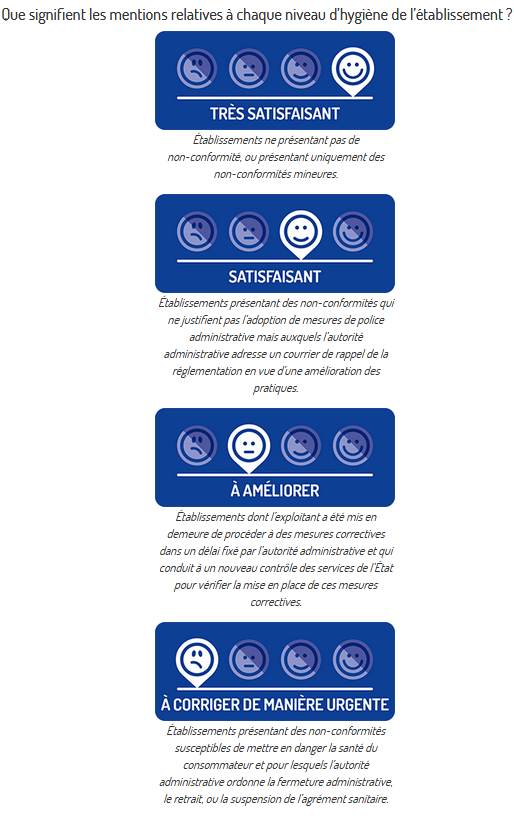 Que signifient les mentions relatives à chaque niveau d'hygiène de l'établissement ?
TRÈS SATISFAISANT
Établissements ne présentant pas de
non-conformité, ou présentant uniquement des
non-conformités mineures.
SATISFAISANT
Établissements présentant des non-conformités qui
ne justifient pas l'adoption de mesures de police
administrative mais auxquels l'autorité
administrative adresse un courrier de rappel de la
réglementation en vue d'une amélioration des
pratiques.
À AMÉLIORER
Établissements dont l'exploitant a été mis en
demeure de procéder à des mesures correctives
dans un délai fixé par l'autorité administrative et qui
conduit à un nouveau contrôle des services de l'État
pour vérifier la mise en place de ces mesures
correctives.
À CORRIGER DE MANIÈRE URGENTE
Établissements présentant des non-conformités
susceptibles de mettre en danger la santé du
consommateur et pour lesquels l'autorité
administrative ordonne la fermeture administrative,
le retrait, ou la suspension de l'agrément sanitaire.